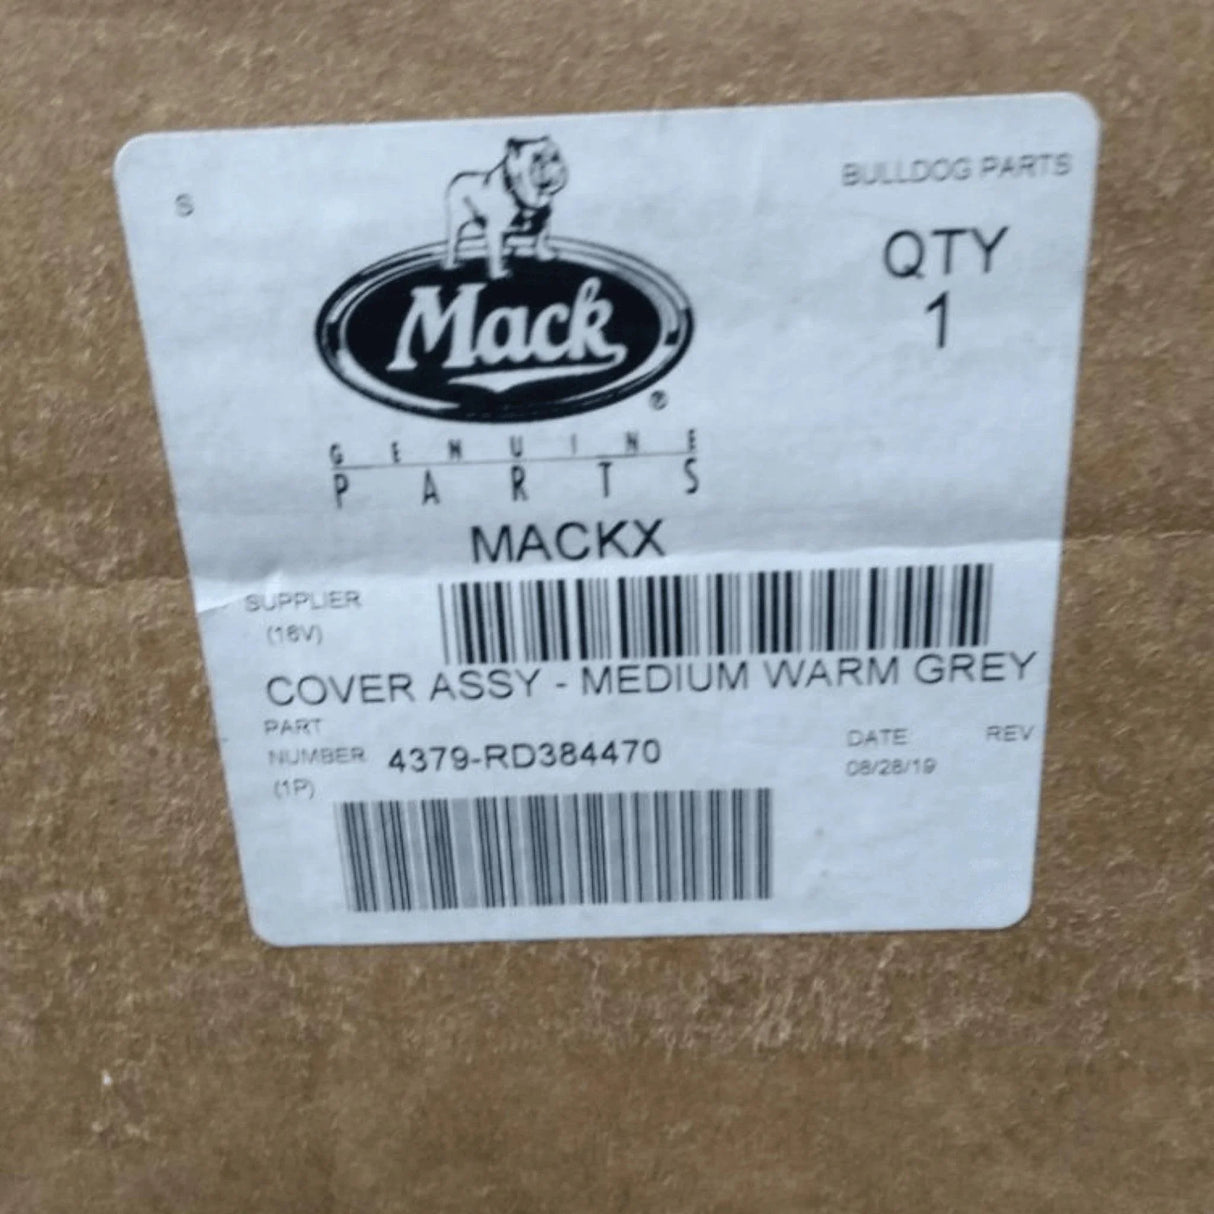 S
BULLDOG PARTS
QTY
1
Mack
®
GENUINE
PARTS
MACKX
SUPPLIER
(18V)
COVER ASSY - MEDIUM WARM GREY
PART
NUMBER 4379-RD384470
(1P)
DATE REV
08/28/19